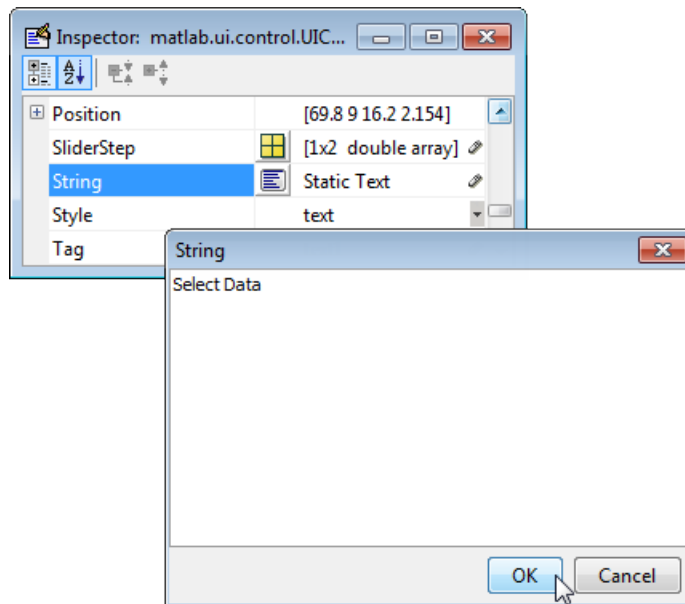 Inspector: matlab.ui.control.UIC...
Position [69.8 9 16.2 2.154]
SliderStep [1x2 double array]
String Static Text
Style text
Tag
String
Select Data
OK Cancel